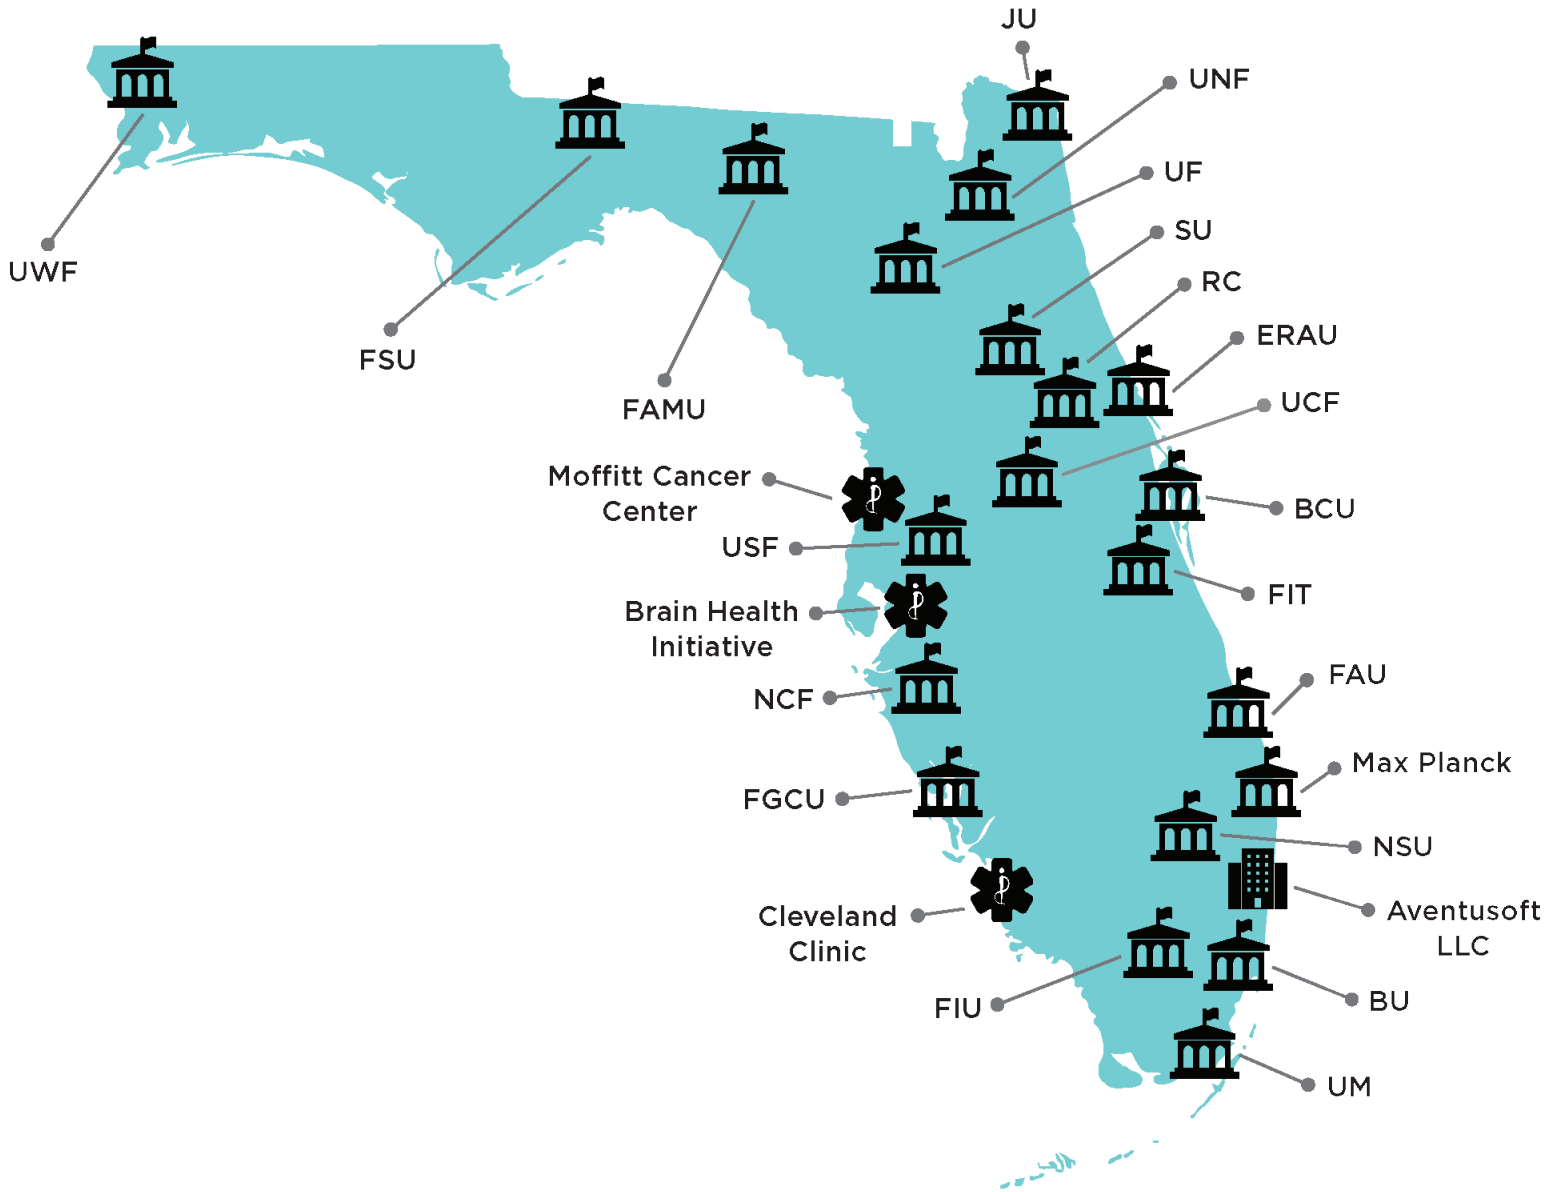 JU
UNF
UF
SU
RC
ERAU
UCF
BCU
FIT
FAU
Max Planck
NSU
Aventusoft
LLC
BU
UM
UWF
FSU
FAMU
Moffitt Cancer
Center
USF
Brain Health
Initiative
NCF
FGCU
Cleveland
Clinic
FIU